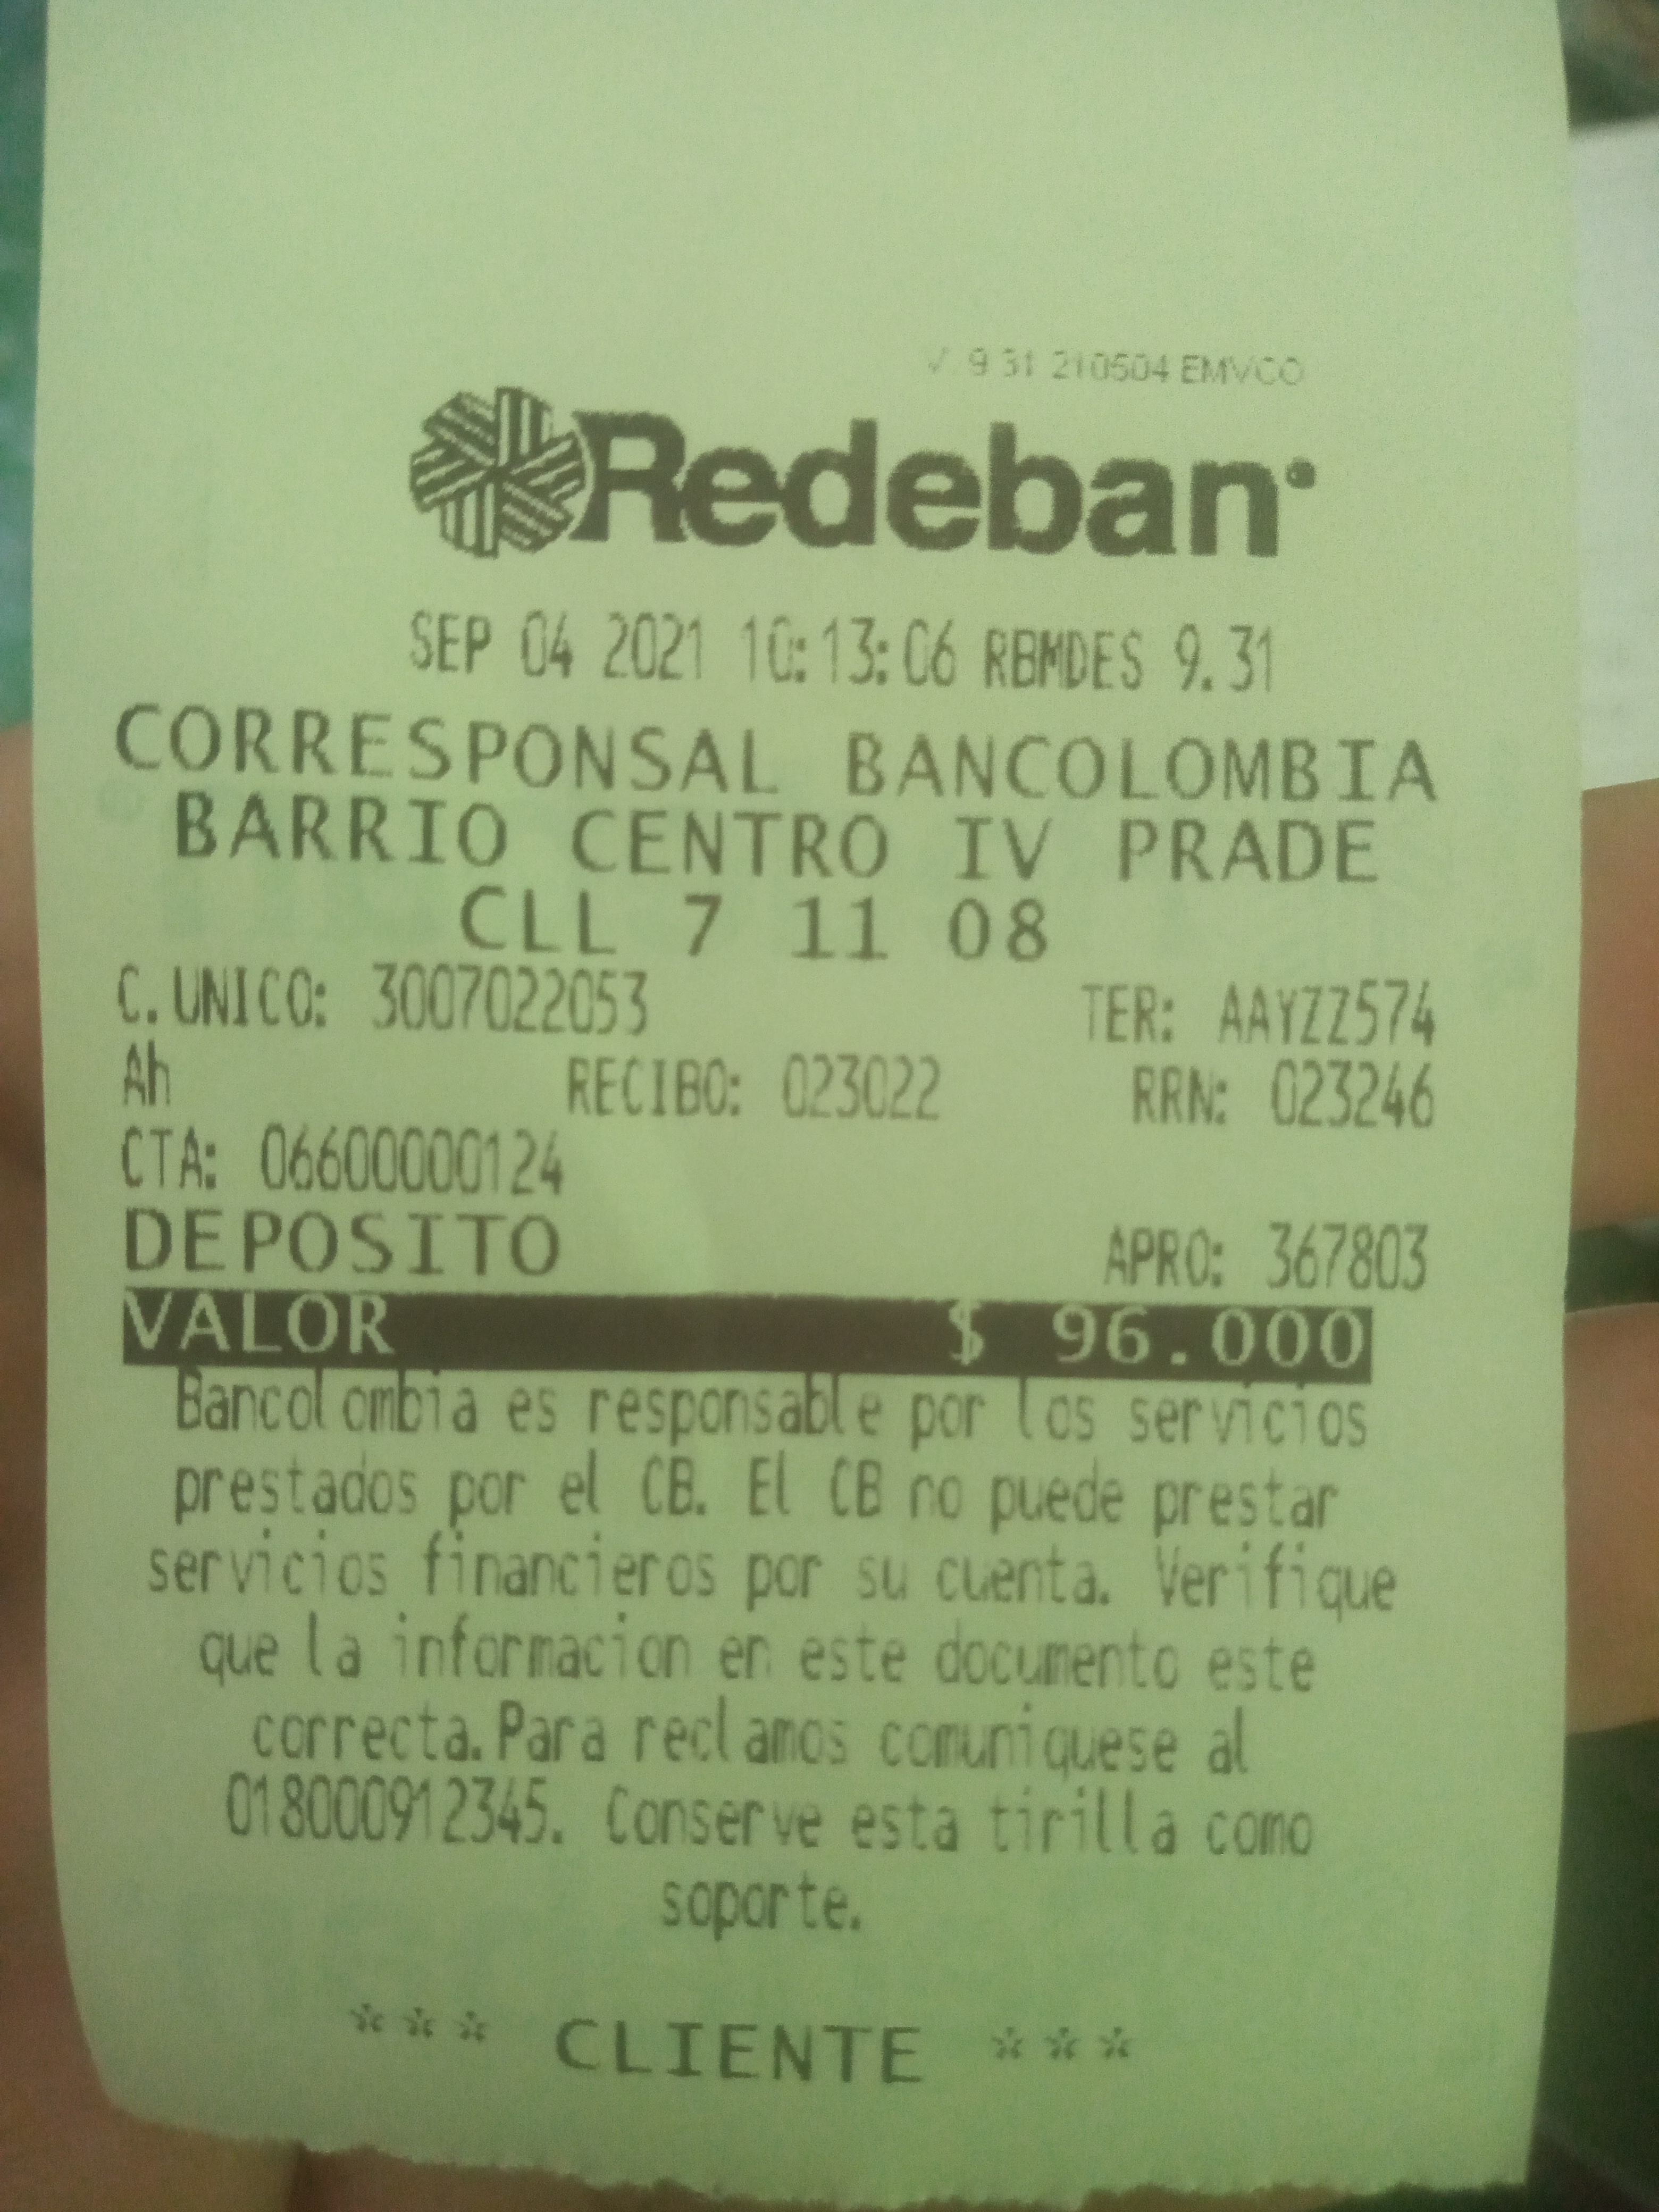 9.31 210504 EMVCO
Redeban
SEP 04 2021 10:13:06 RBMDES 9.31
CORRESPONSAL BANCOLOMBIA
BARRIO CENTRO IV PRADE
CLL 7 11 08
C.UNICO: 3007022053 TER: AAYZZ574
Ah RECIBO: 023022 RRN: 023246
CTA: 06600000124
DEPOSITO APRO: 367803
VALOR $ 96.000
Bancolombia es responsable por los servicios
prestados por el CB. El CB no puede prestar
servicios financieros por su cuenta. Verifique
que la informacion en este documento este
correcta.Para reclamos comuniquese al
018000912345. Conserve esta tirilla como
soporte.
*** CLIENTE ***